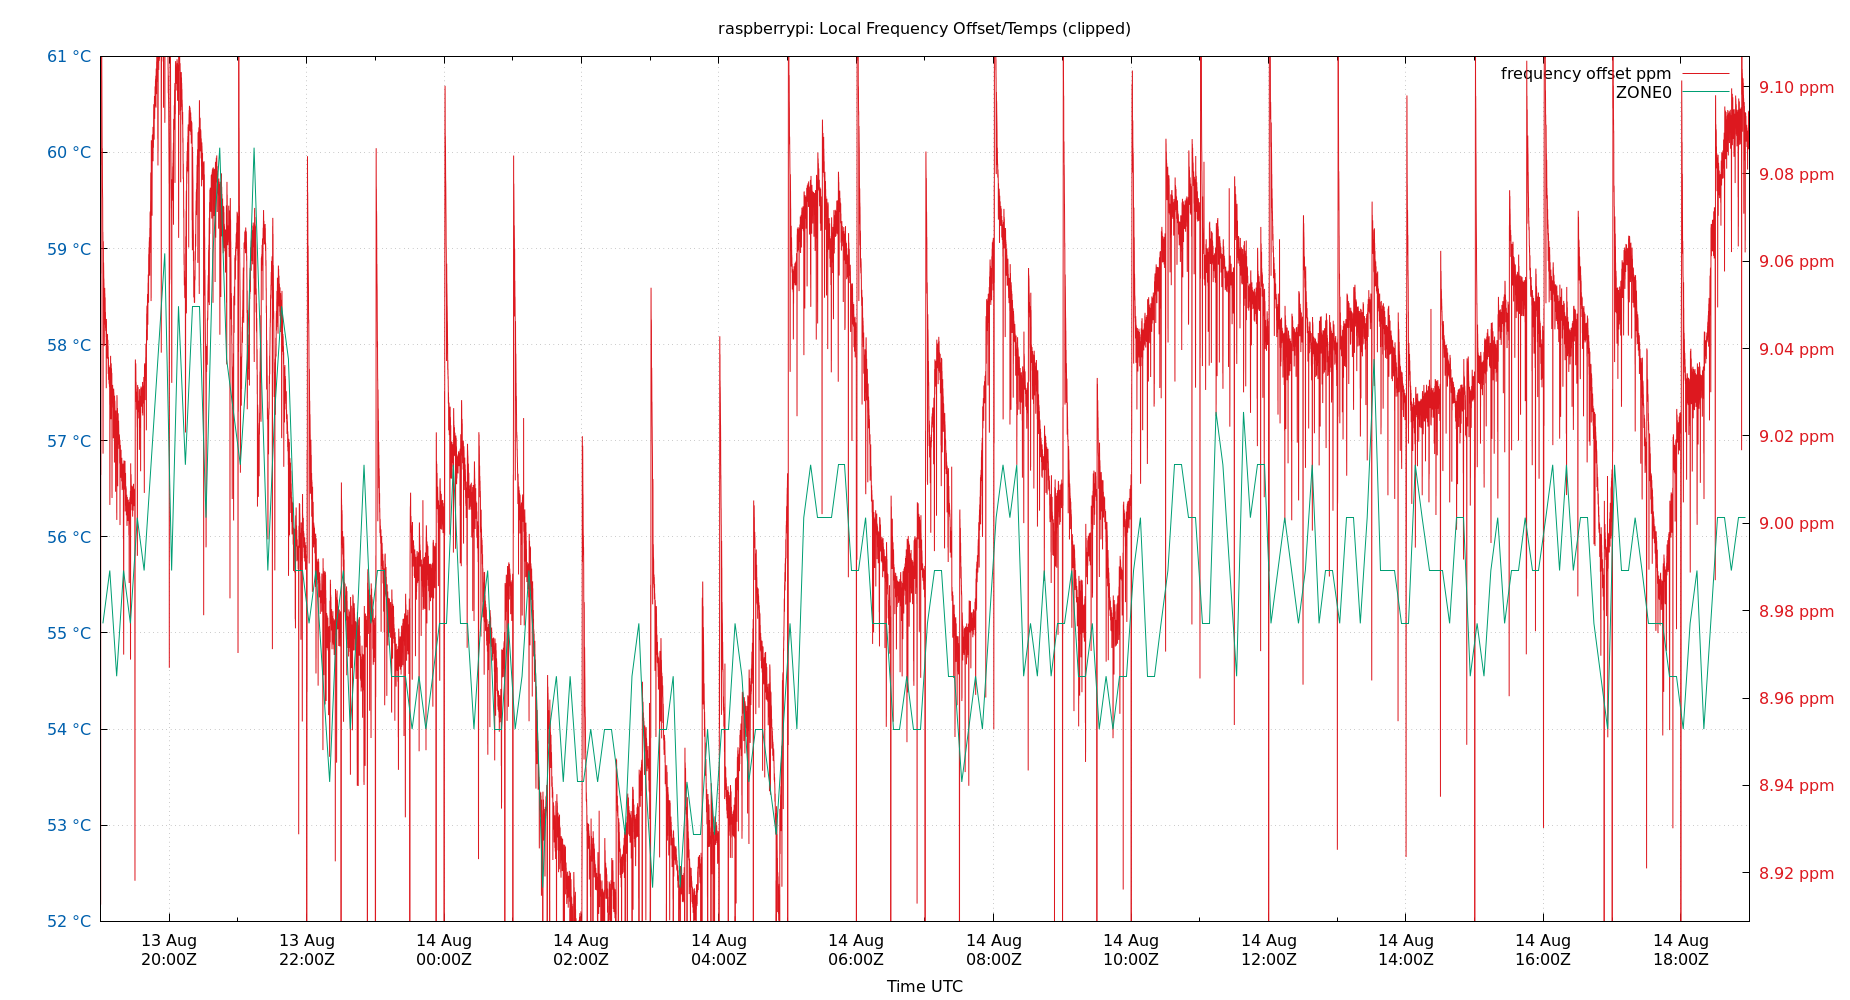 raspberrypi: Local Frequency Offset/Temps (clipped)
frequency offset ppm
ZONE0
61 °C
60 °C
59 °C
58 °C
57 °C
56 °C
55 °C
54 °C
53 °C
52 °C
9.10 ppm
9.08 ppm
9.06 ppm
9.04 ppm
9.02 ppm
9.00 ppm
8.98 ppm
8.96 ppm
8.94 ppm
8.92 ppm
13 Aug 13 Aug 14 Aug 14 Aug 14 Aug 14 Aug 14 Aug 14 Aug 14 Aug 14 Aug 14 Aug 14 Aug
20:00Z 22:00Z 00:00Z 02:00Z 04:00Z 06:00Z 08:00Z 10:00Z 12:00Z 14:00Z 16:00Z 18:00Z
Time UTC